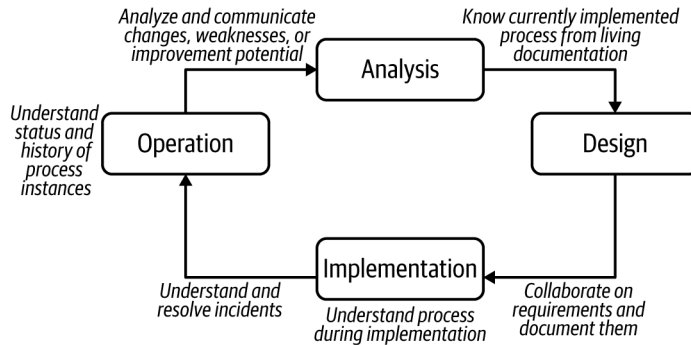 Analyze and communicate
changes, weaknesses, or
improvement potential
Know currently implemented
process from living
documentation
Analysis
Understand
status and
history of
process
instances
Operation
Design
Implementation
Understand and
resolve incidents
Understand process
during implementation
Collaborate on
requirements and
document them